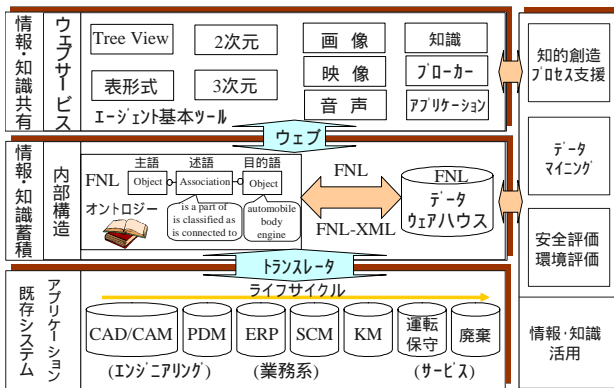 情報・知識共有
ウェブサービス
Tree View
2次元
画 像
知識
表形式
3次元
映 像
ブローカー
音 声
アプリケーション
エージェント基本ツール
ウェブ
情報・知識蓄積
内部構造
主語
述語
目的語
FNL
Object
Association
Object
オントロジー
is a part of
is classified as
is connected to
automobile
body
engine
FNL
FNL-XML
FNL
データ
ウェアハウス
トランスレータ
既存システム
アプリケーション
ライフサイクル
CAD/CAM
PDM
ERP
SCM
KM
運転
保守
廃棄
(エンジニアリング)
(業務系)
(サービス)
知的創造
プロセス支援
データ
マイニング
安全評価
環境評価
情報・知識
活用